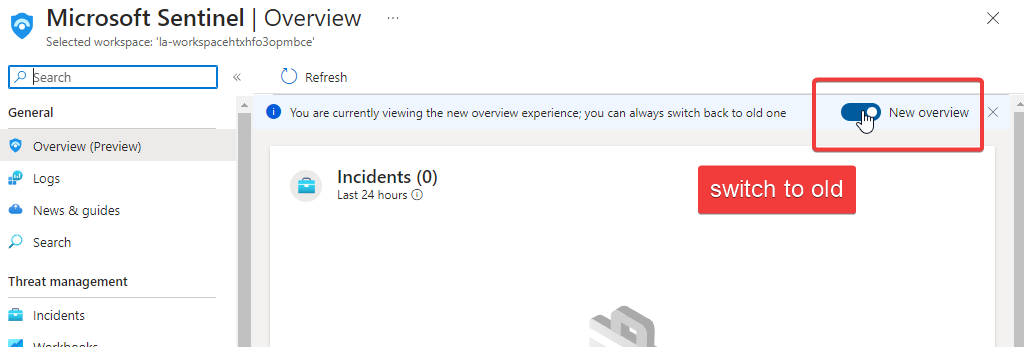 Microsoft Sentinel | Overview ...
Selected workspace: 'la-workspacehtxhfo3opmbce'
Search
«
Refresh
General
You are currently viewing the new overview experience; you can always switch back to old one
New overview
Overview (Preview)
Logs
Incidents (0)
Last 24 hours
switch to old
News & guides
Search
Threat management
Incidents
Workbooks